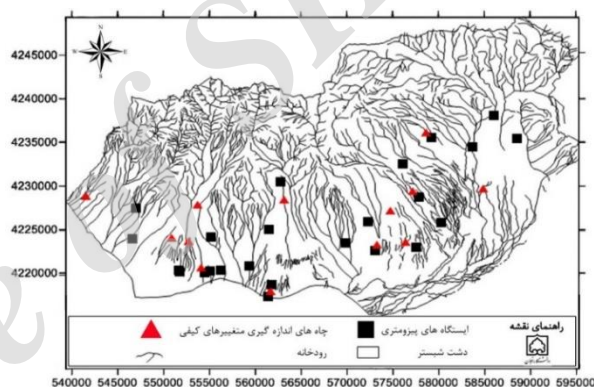 N
W E
S
4245000
4240000
4235000
4230000
4225000
4220000
راهنمای نقشه
ایستگاه های پیزومتری
چاه های اندازه گیری متغییرهای کیفی
دشت شبستر
رودخانه
540000 545000 550000 555000 560000 565000 570000 575000 580000 585000 590000 595000